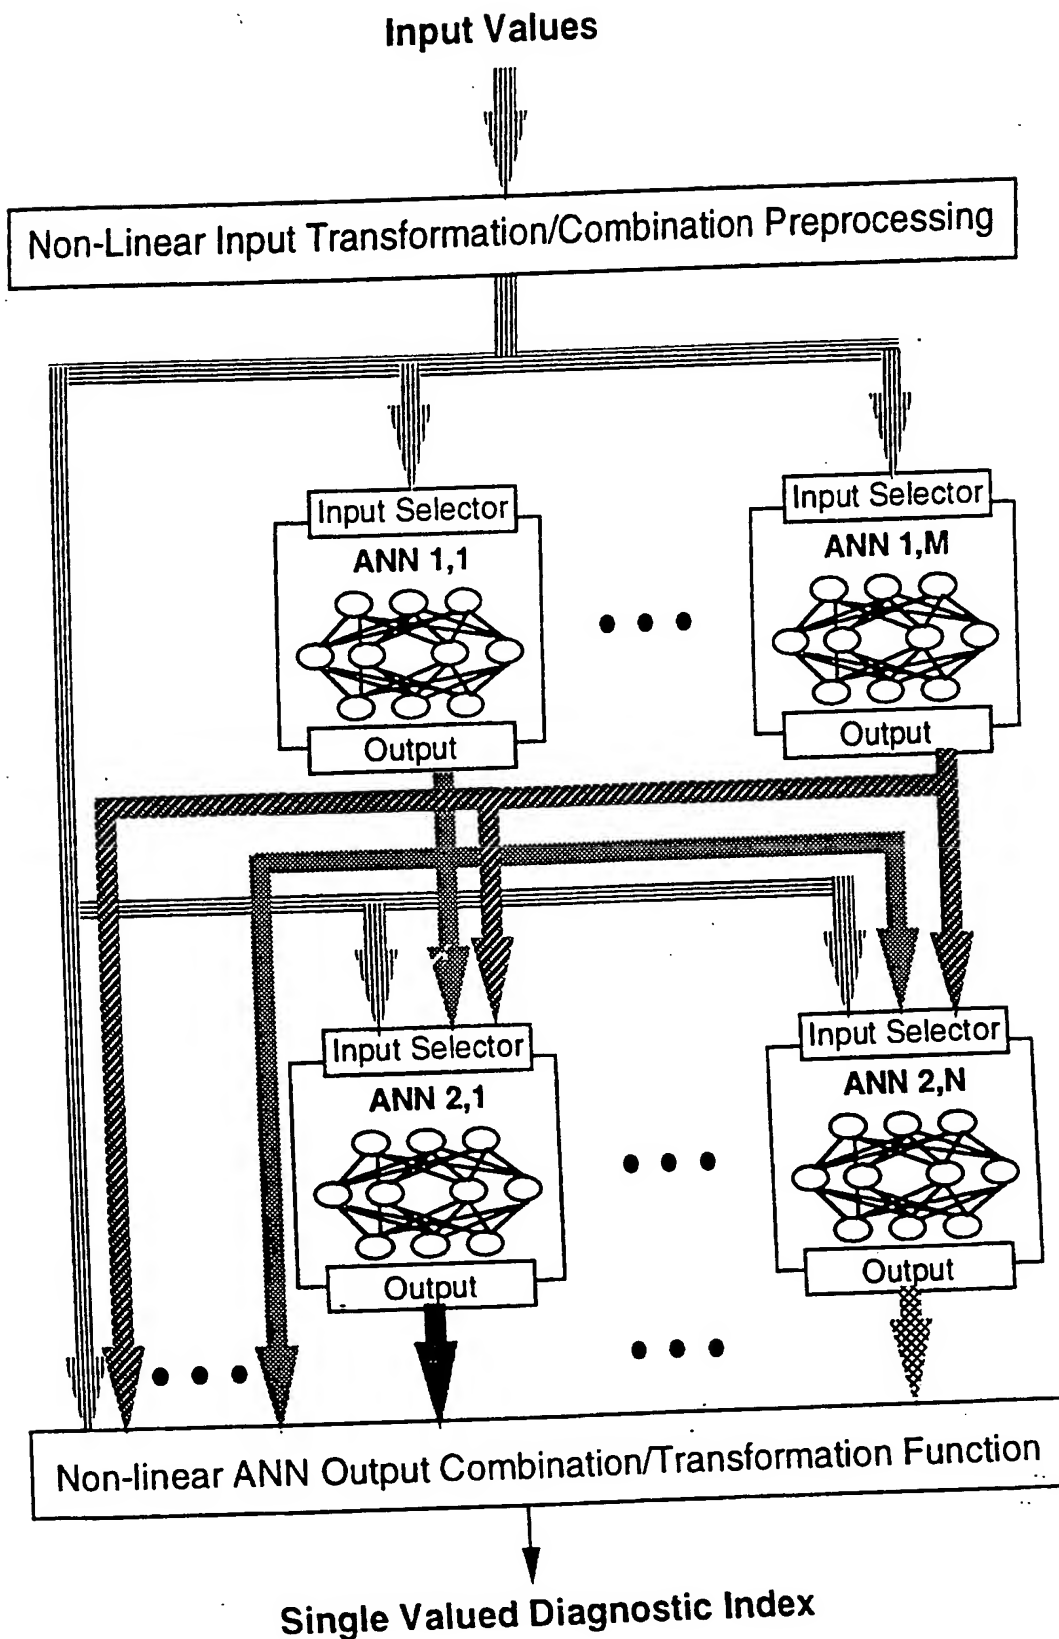 Input Values
Non-Linear Input Transformation/Combination Preprocessing
Input Selector
ANN 1,1
Output
Input Selector
ANN 1,M
Output
Input Selector
ANN 2,1
Output
Input Selector
ANN 2,N
Output
Non-linear ANN Output Combination/Transformation Function
Single Valued Diagnostic Index